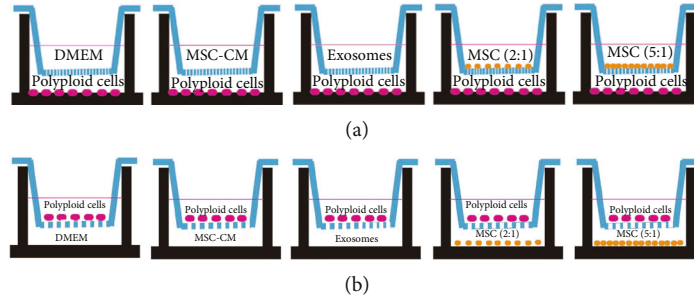 DMEM MSC-CM Exosomes MSC (2:1) MSC (5:1)
Polyploid cells Polyploid cells Polyploid cells Polyploid cells Polyploid cells
(a)
Polyploid cells Polyploid cells Polyploid cells Polyploid cells Polyploid cells
DMEM MSC-CM Exosomes MSC (2:1) MSC (5:1)
(b)